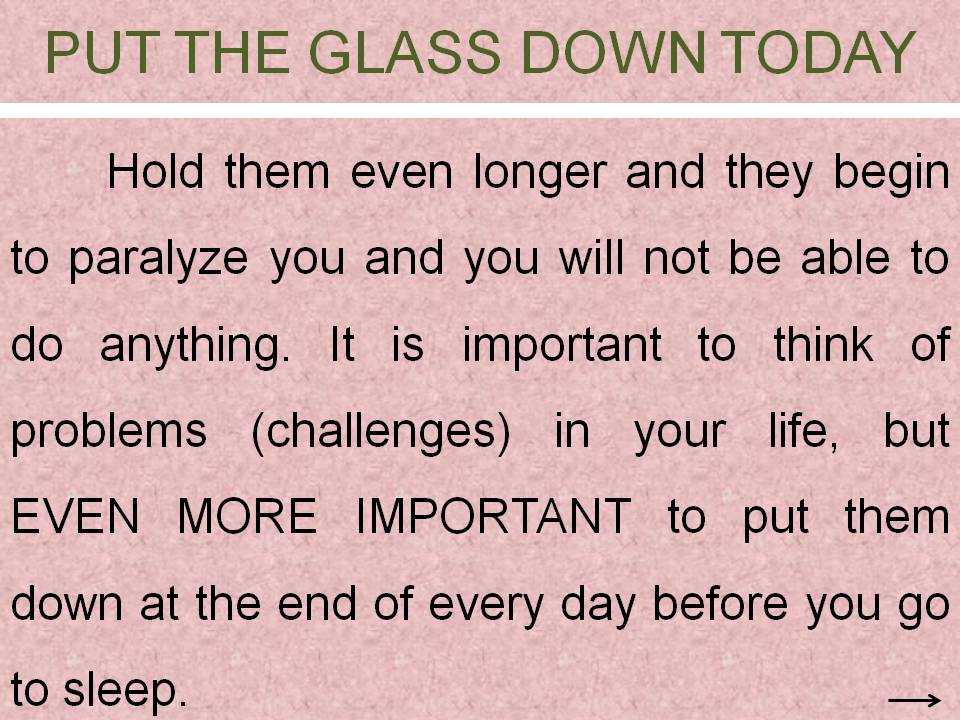 PUT THE GLASS DOWN TODAY
Hold them even longer and they begin
to paralyze you and you will not be able to
do anything. It is important to think of
problems (challenges) in your life, but
EVEN MORE IMPORTANT to put them
down at the end of every day before you go
to sleep.